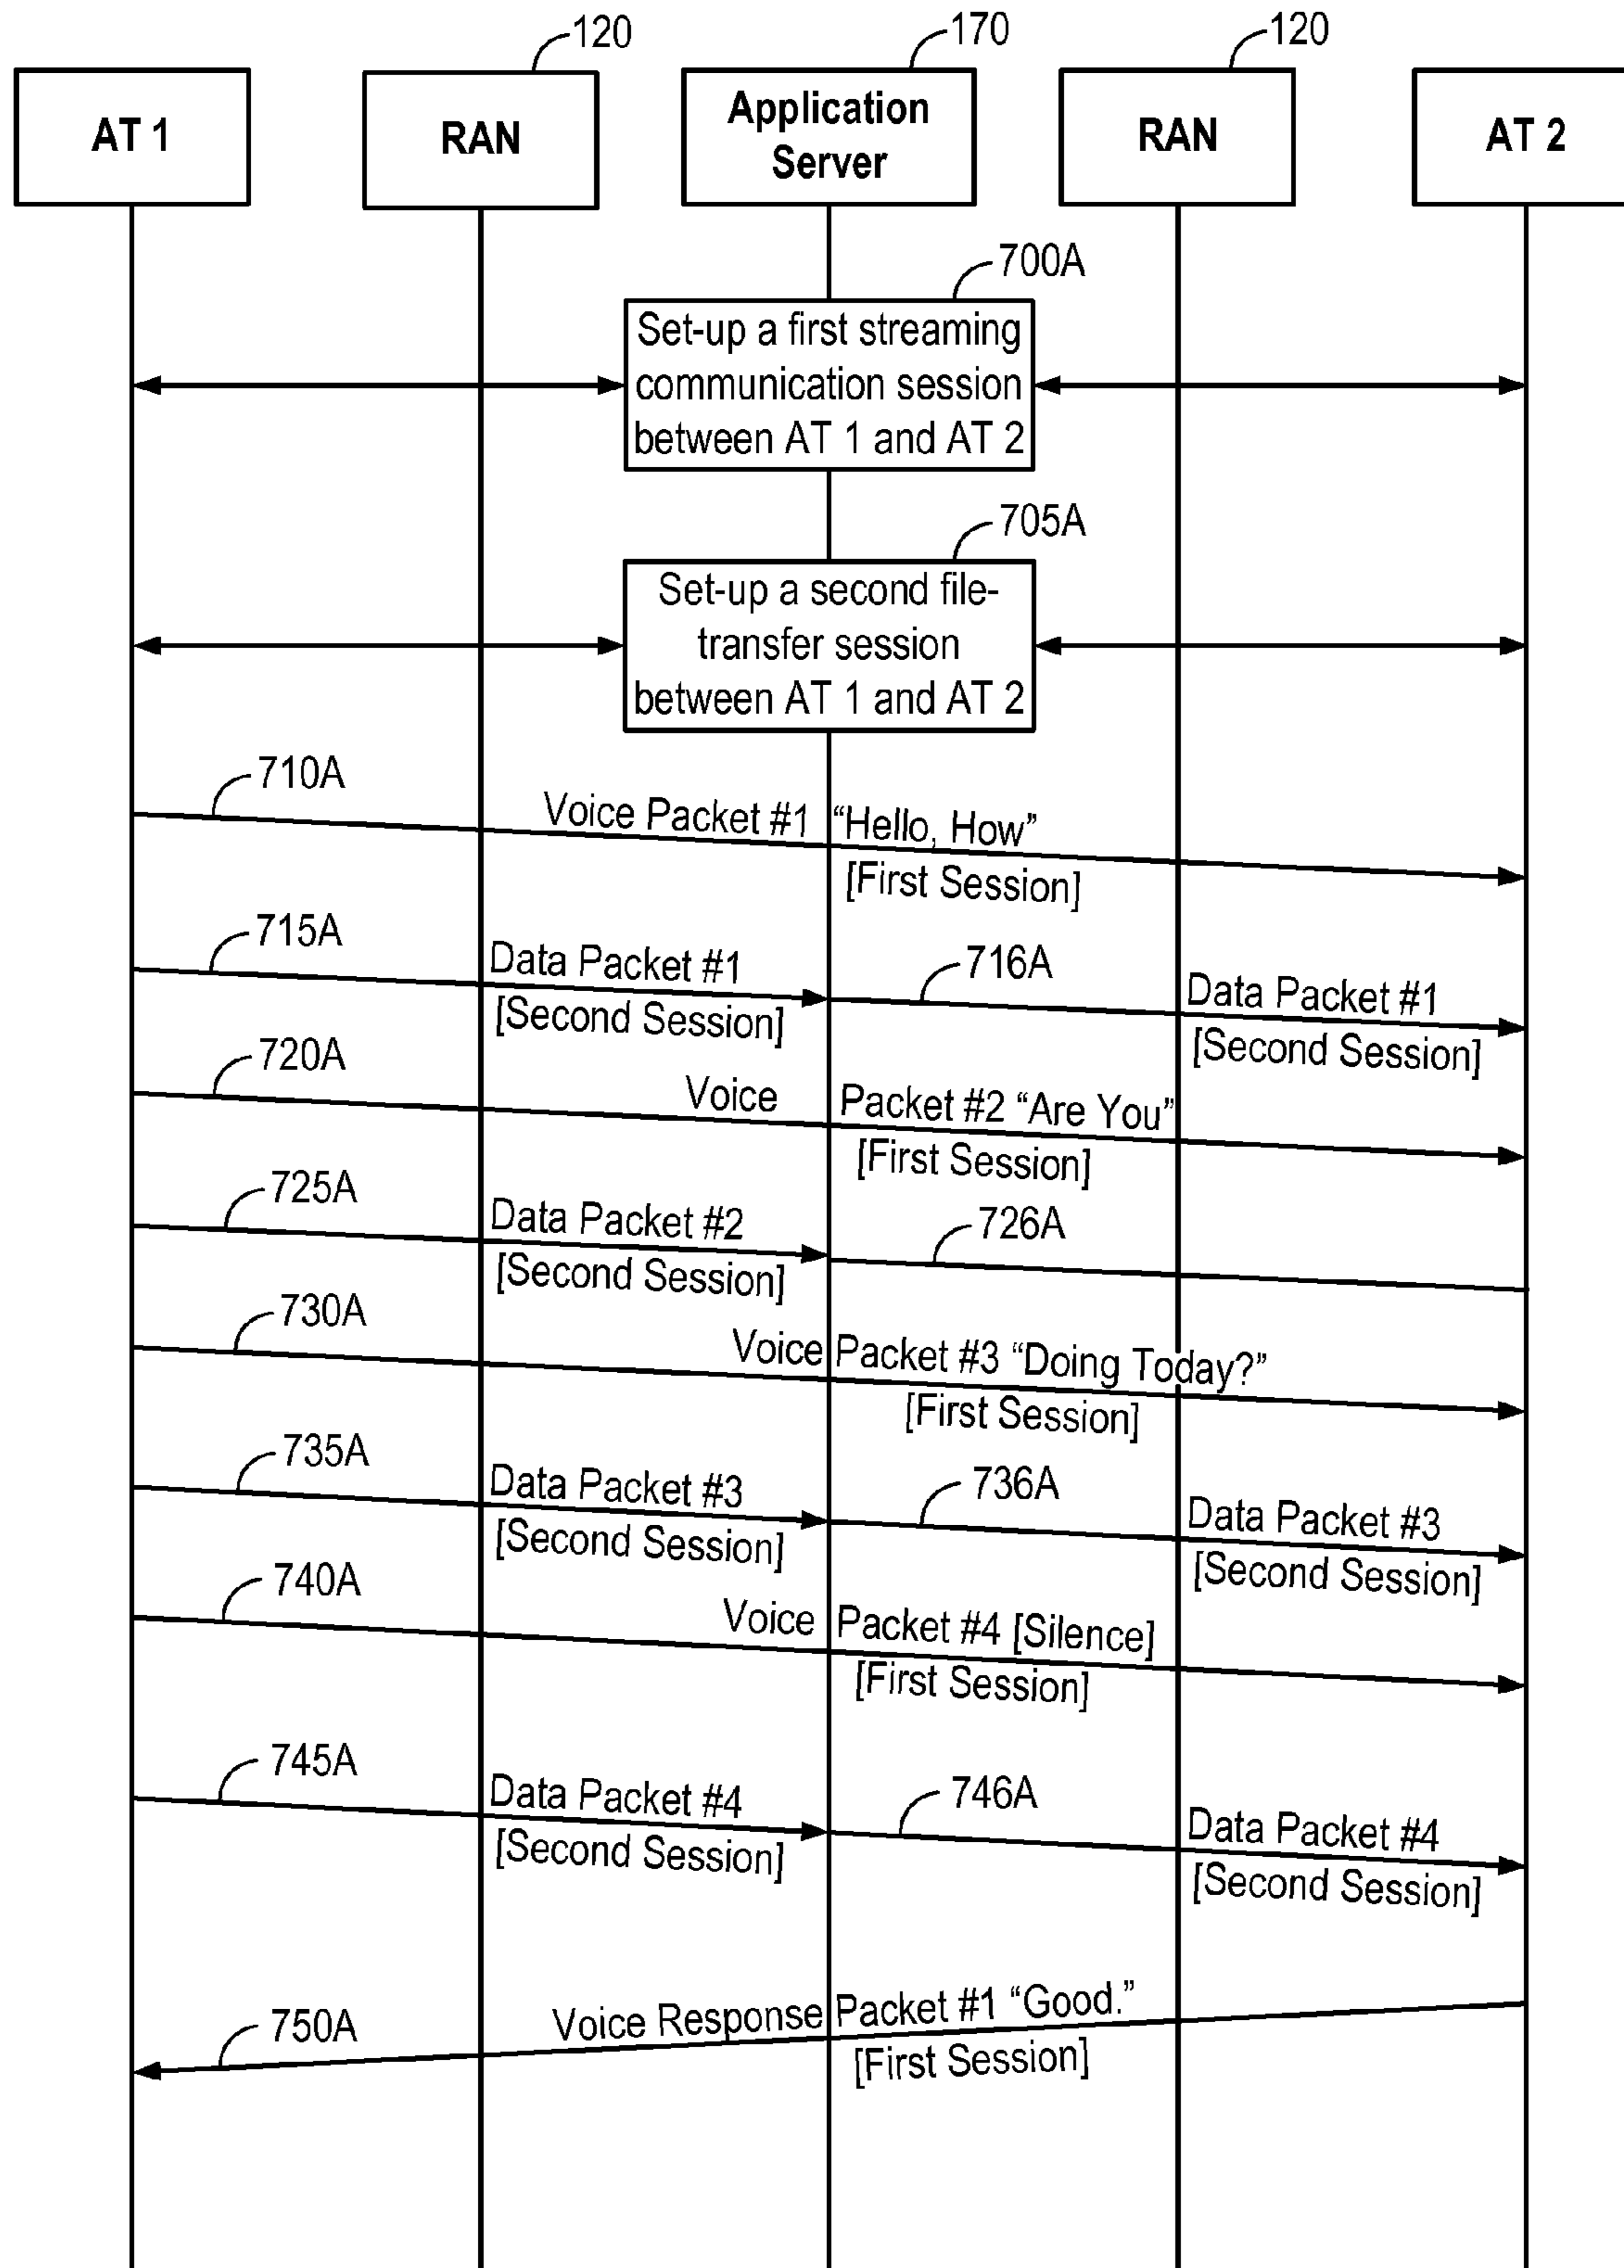 120
170
120
AT 1
RAN
Application
Server
RAN
AT 2
700A
Set-up a first streaming
communication session
between AT 1 and AT 2
705A
Set-up a second file-
transfer session
between AT 1 and AT 2
710A
Voice Packet #1 “Hello, How”
[First Session]
715A
Data Packet #1
[Second Session]
716A
Data Packet #1
[Second Session]
720A
Voice Packet #2 “Are You”
[First Session]
725A
Data Packet #2
[Second Session]
726A
730A
Voice Packet #3 “Doing Today?”
[First Session]
735A
Data Packet #3
[Second Session]
736A
Data Packet #3
[Second Session]
740A
Voice Packet #4 [Silence]
[First Session]
745A
Data Packet #4
[Second Session]
746A
Data Packet #4
[Second Session]
750A
Voice Response Packet #1 “Good.”
[First Session]